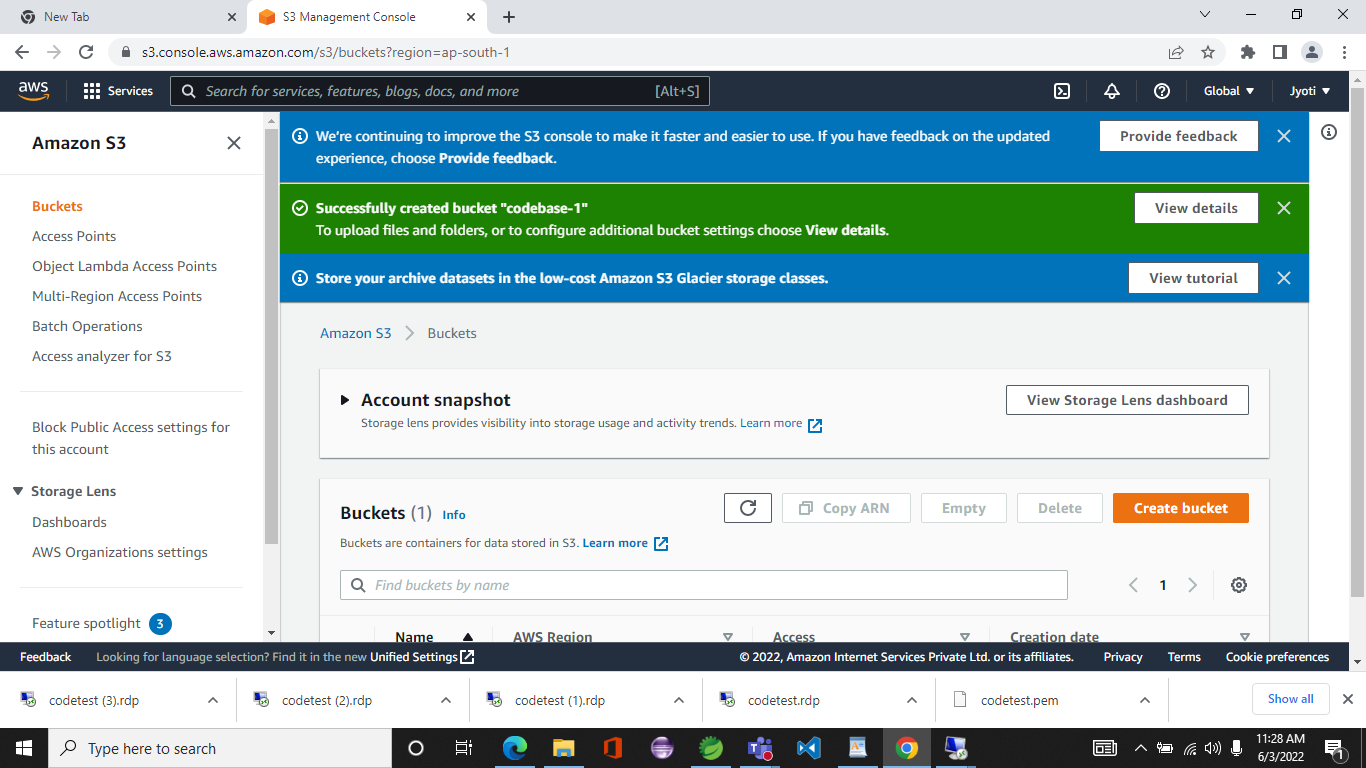 New Tab
S3 Management Console
s3.console.aws.amazon.com/s3/buckets?region=ap-south-1
aws
Services
Search for services, features, blogs, docs, and more [Alt+S]
Global
Jyoti
Amazon S3
Buckets
Access Points
Object Lambda Access Points
Multi-Region Access Points
Batch Operations
Access analyzer for S3
Block Public Access settings for
this account
Storage Lens
Dashboards
AWS Organizations settings
Feature spotlight 3
We're continuing to improve the S3 console to make it faster and easier to use. If you have feedback on the updated
experience, choose Provide feedback.
Provide feedback
Successfully created bucket "codebase-1"
To upload files and folders, or to configure additional bucket settings choose View details.
View details
Store your archive datasets in the low-cost Amazon S3 Glacier storage classes.
View tutorial
Amazon S3 Buckets
Account snapshot
Storage lens provides visibility into storage usage and activity trends. Learn more
View Storage Lens dashboard
Buckets (1) Info
Copy ARN
Empty
Delete
Create bucket
Buckets are containers for data stored in S3. Learn more
Find buckets by name
1
Name AWS Region Access Creation date
Feedback Looking for language selection? Find it in the new Unified Settings
© 2022, Amazon Internet Services Private Ltd. or its affiliates. Privacy Terms Cookie preferences
codetest (3).rdp
codetest (2).rdp
codetest (1).rdp
codetest.rdp
codetest.pem
Show all
Type here to search
11:28 AM
6/3/2022
1